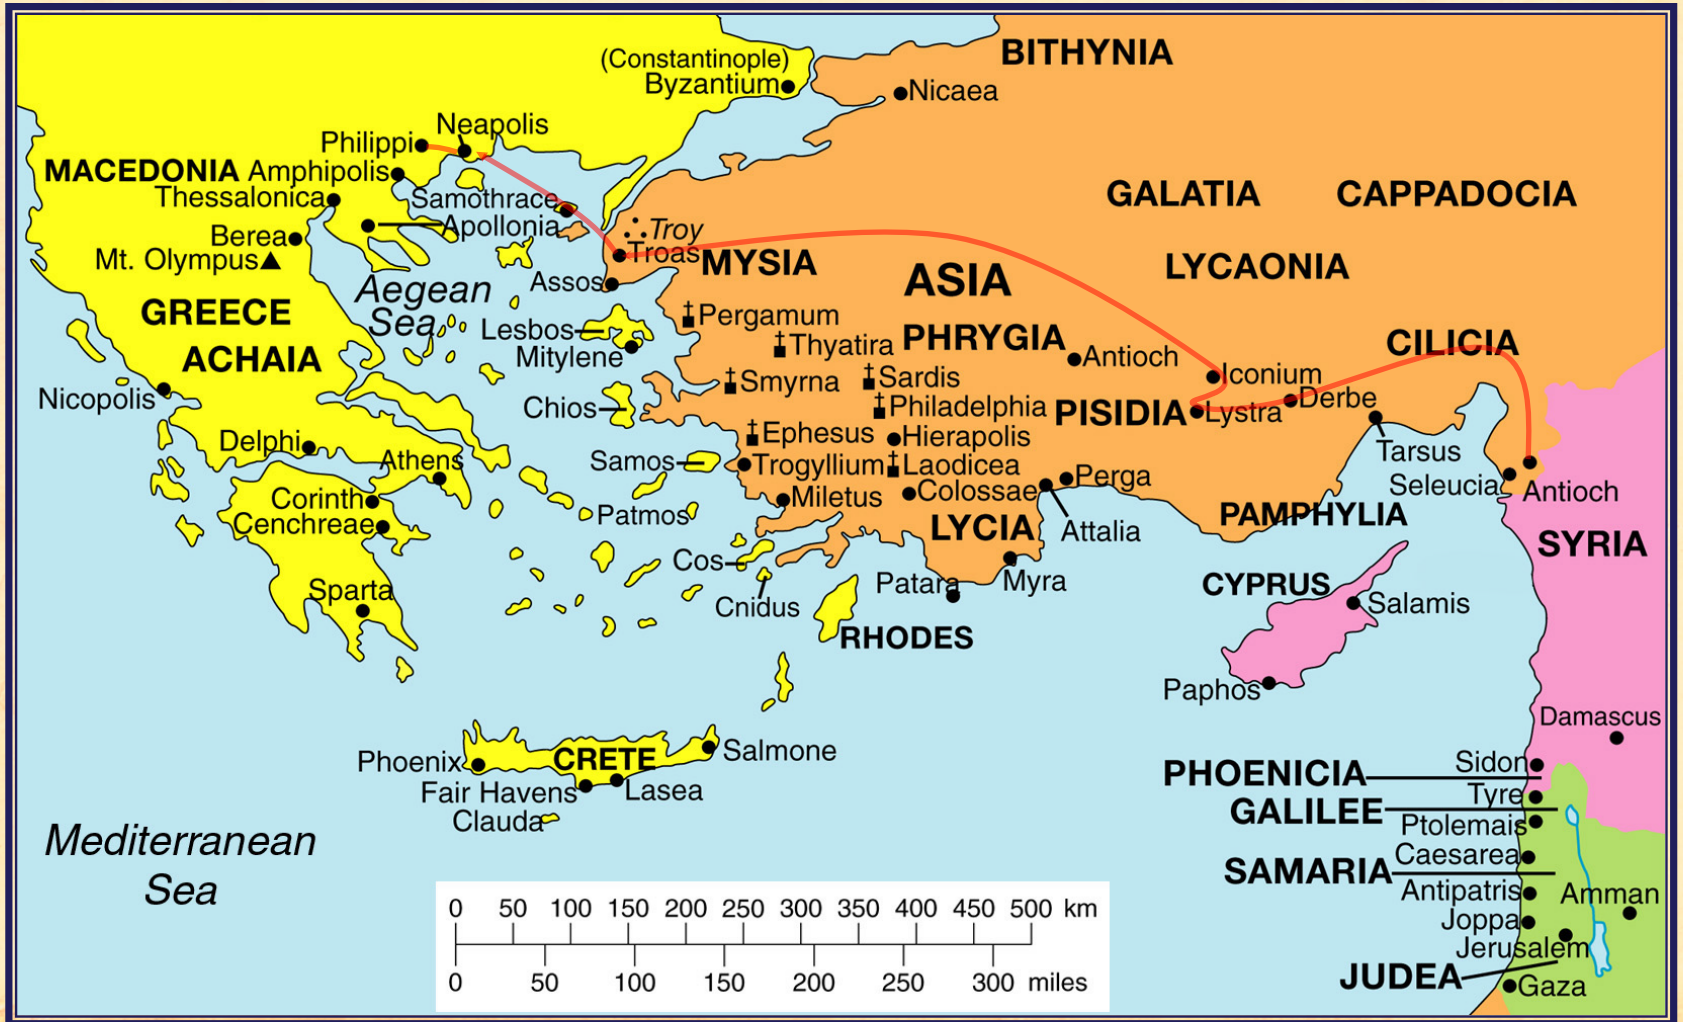 BITHYNIA
(Constantinople)
Byzantium
Nicaea
Neapolis
Philippi
MACEDONIA Amphipolis
Thessalonica
Samothrace
Apollonia
GALATIA
CAPPADOCIA
Berea
Mt. Olympus
Troy
Troas
MYSIA
LYCAONIA
Assos
ASIA
Aegean
Sea
GREECE
Pergamum
Lesbos
Thyatira
PHRYGIA
CILICIA
Mitylene
Antioch
ACHAIA
Iconium
Smyrna
Sardis
Nicopolis
Derbe
Chios
Philadelphia
PISIDIA
Lystra
Delphi
Ephesus
Hierapolis
Tarsus
Athens
Samos
Trogyllium
Laodicea
Perga
Seleucia
Antioch
Corinth
Miletus
Colossae
Cenchreae
Patmos
LYCIA
Attalia
PAMPHYLIA
SYRIA
Cos
Patara
Myra
CYPRUS
Sparta
Cnidus
Salamis
RHODES
Paphos
Damascus
Phoenix
CRETE
Salmone
Sidon
PHOENICIA
Fair Havens
Lasea
Tyre
GALILEE
Clauda
Ptolemais
Mediterranean
Sea
Caesarea
SAMARIA
Antipatris
Amman
Joppa
Jerusalem
JUDEA
Gaza
0 50 100 150 200 250 300 350 400 450 500 km
0 50 100 150 200 250 300 miles